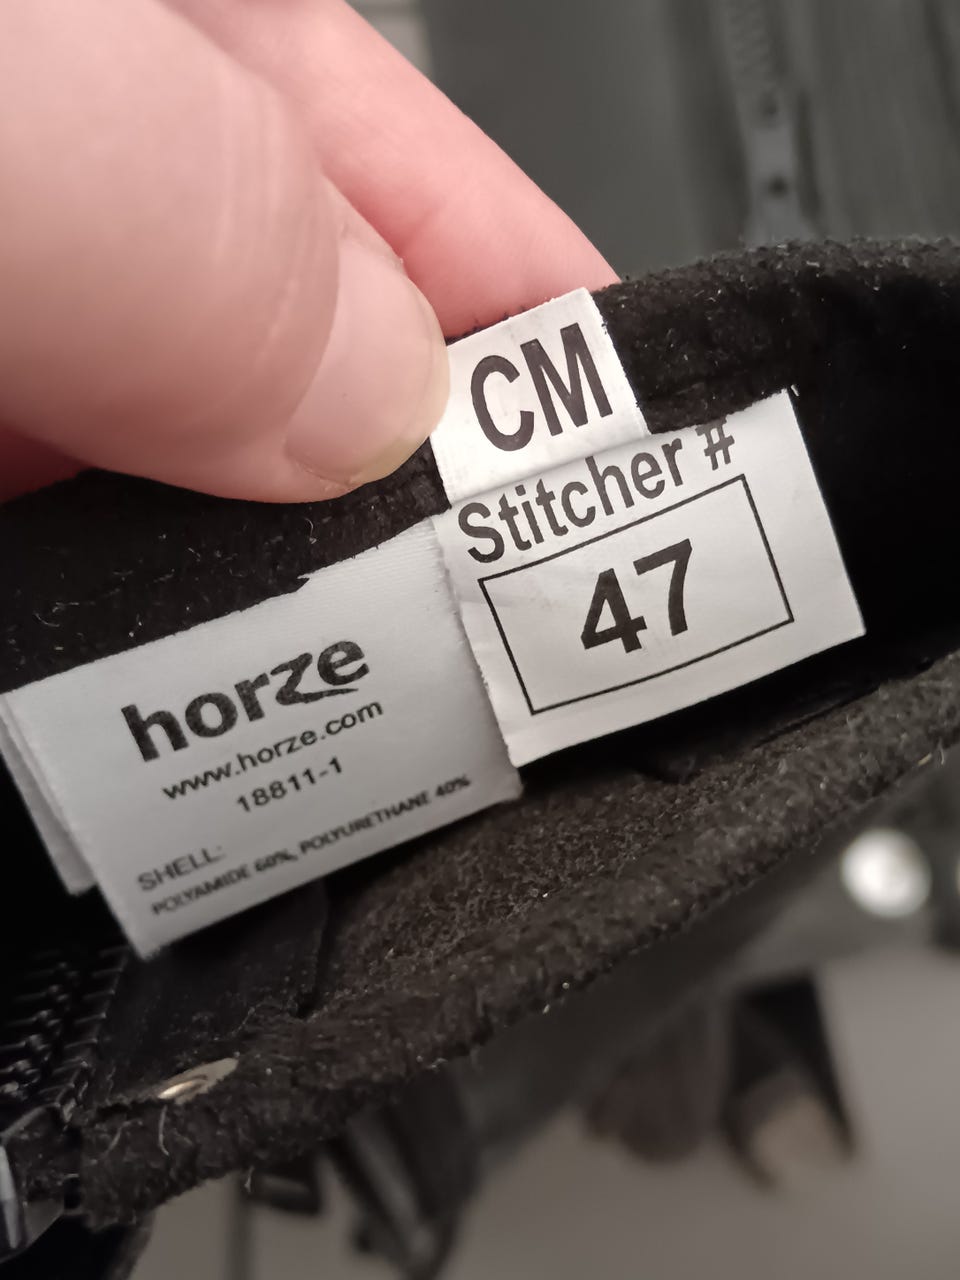 CM
Stitcher #
47
horze
www.horze.com
18811-1
SHELL:
POLYAMIDE 60%, POLYURETHANE 40%